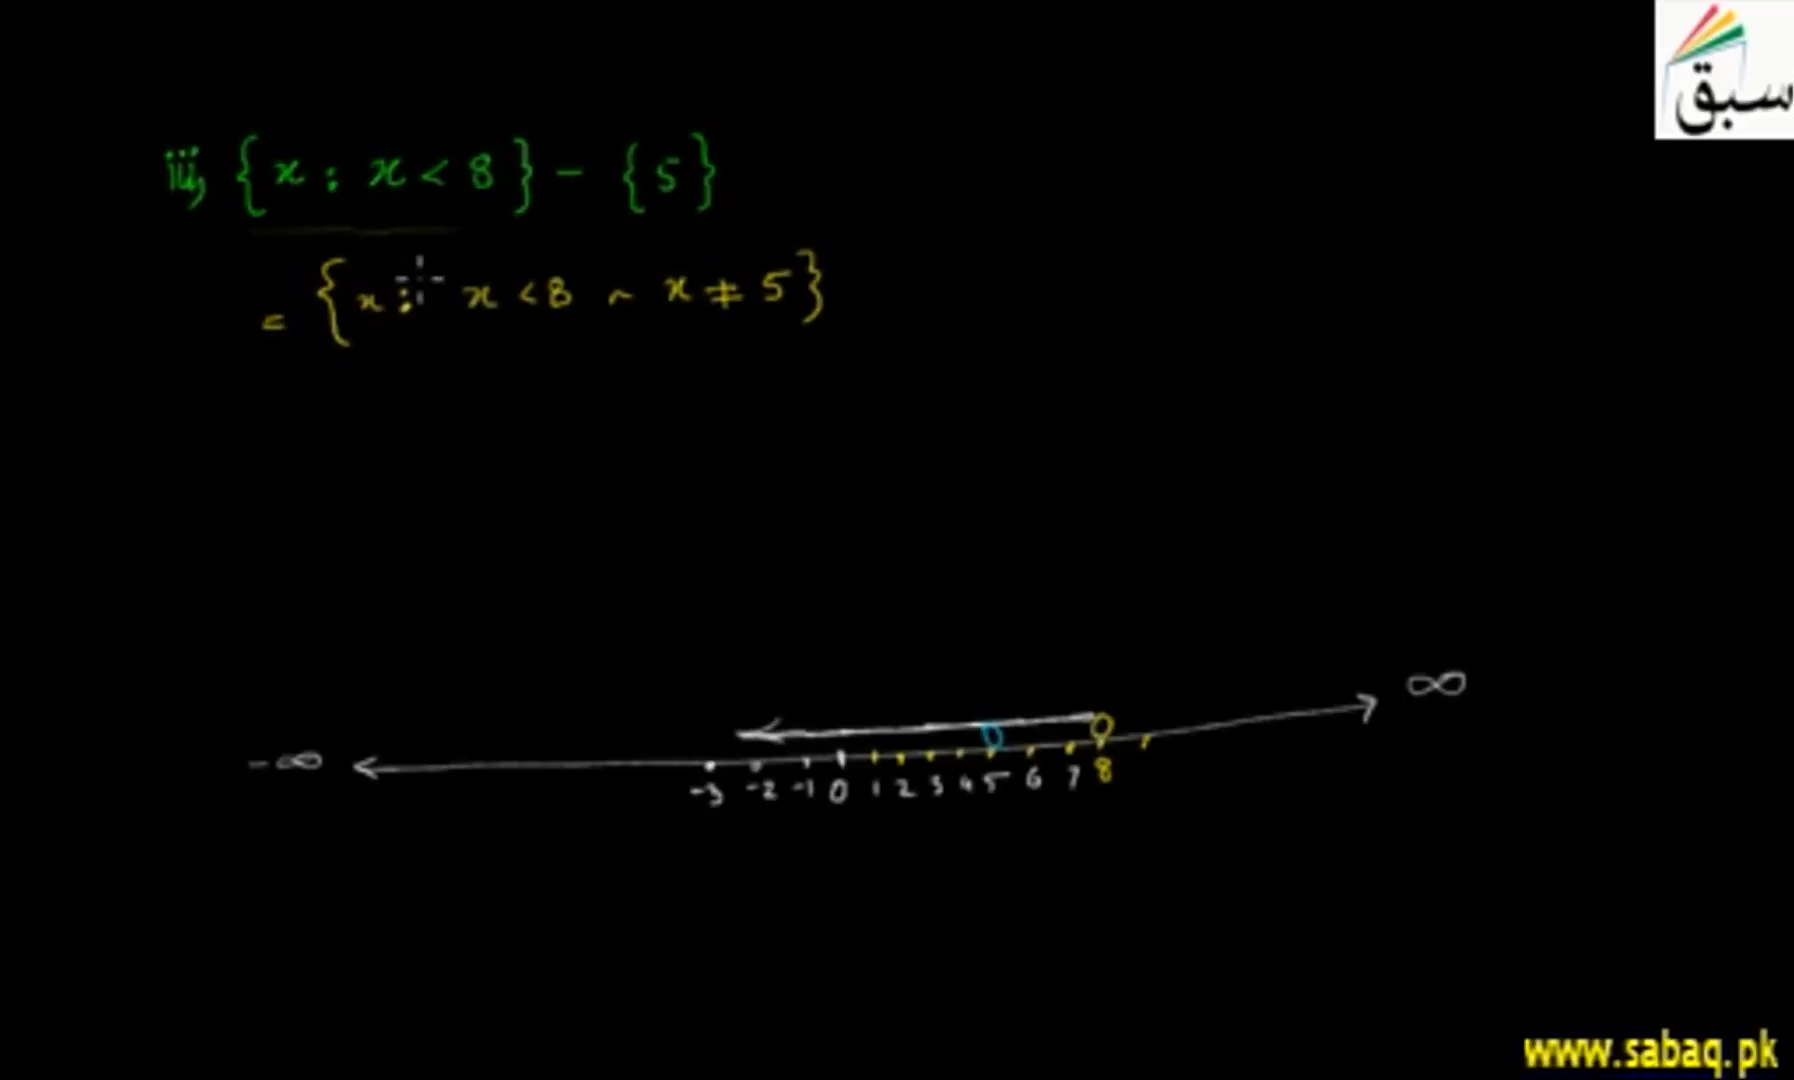 سبق
iii, {x : x < 8} - {5}
= {x : x < 8 ∧ x ≠ 5}
∞
-∞
-3 -2 -1 0 1 2 3 4 5 6 7 8
www.sabaq.pk